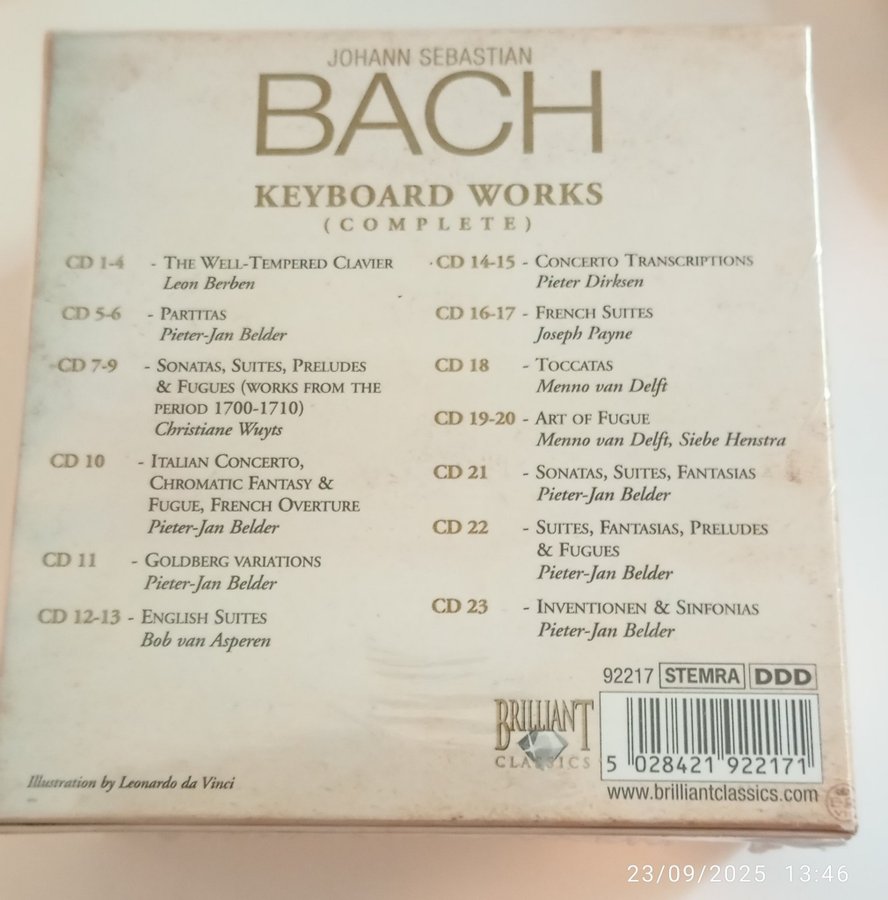 JOHANN SEBASTIAN
BACH
KEYBOARD WORKS
(COMPLETE)
CD 1-4 - THE WELL-TEMPERED CLAVIER
Leon Berben
CD 5-6 - PARTITAS
Pieter-Jan Belder
CD 7-9 - SONATAS, SUITES, PRELUDES
& FUGUES (WORKS FROM THE
PERIOD 1700-1710)
Christiane Wuyts
CD 10 - ITALIAN CONCERTO,
CHROMATIC FANTASY &
FUGUE, FRENCH OVERTURE
Pieter-Jan Belder
CD 11 - GOLDBERG VARIATIONS
Pieter-Jan Belder
CD 12-13 - ENGLISH SUITES
Bob van Asperen
CD 14-15 - CONCERTO TRANSCRIPTIONS
Pieter Dirksen
CD 16-17 - FRENCH SUITES
Joseph Payne
CD 18 - TOCCATAS
Menno van Delft
CD 19-20 - ART OF FUGUE
Menno van Delft, Siebe Henstra
CD 21 - SONATAS, SUITES, FANTASIAS
Pieter-Jan Belder
CD 22 - SUITES, FANTASIAS, PRELUDES
& FUGUES
Pieter-Jan Belder
CD 23 - INVENTIONEN & SINFONIAS
Pieter-Jan Belder
92217 STEMRA DDD
BRILLIANT
CLASSICS
5 028421 922171
www.brilliantclassics.com
Illustration by Leonardo da Vinci
23/09/2025 13:46